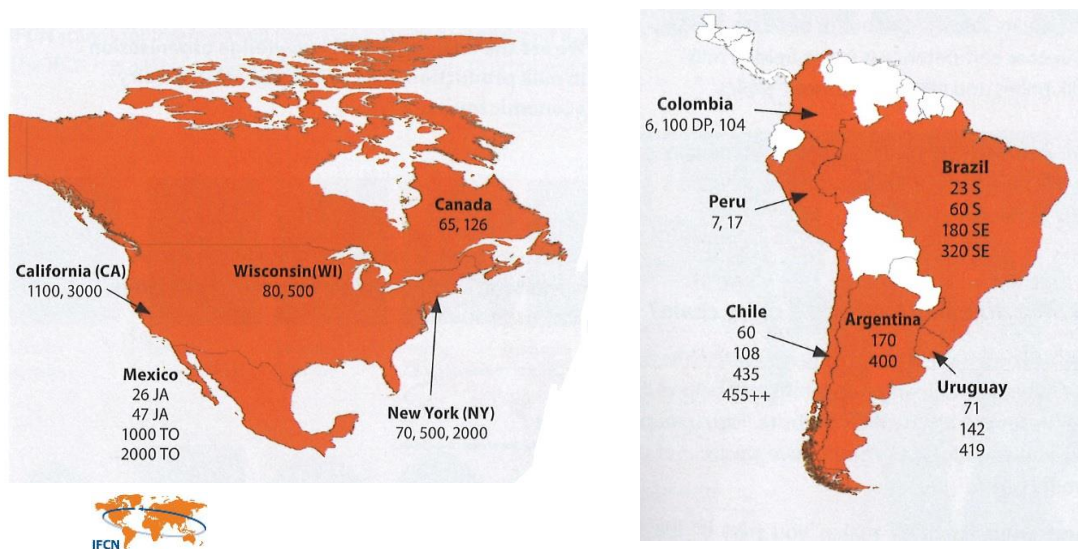 Canada
65, 126
California (CA)
1100, 3000
Wisconsin(WI)
80, 500
Mexico
26 JA
47 JA
1000 TO
2000 TO
New York (NY)
70, 500, 2000
IFCN
Colombia
6, 100 DP, 104
Peru
7, 17
Brazil
23 S
60 S
180 SE
320 SE
Chile
60
108
435
455++
Argentina
170
400
Uruguay
71
142
419